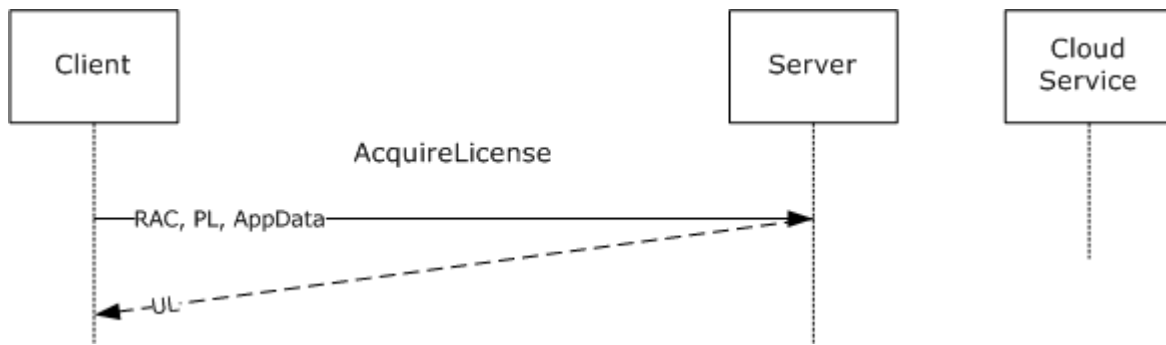 Client
Server
Cloud
Service
AcquireLicense
RAC, PL, AppData
UL